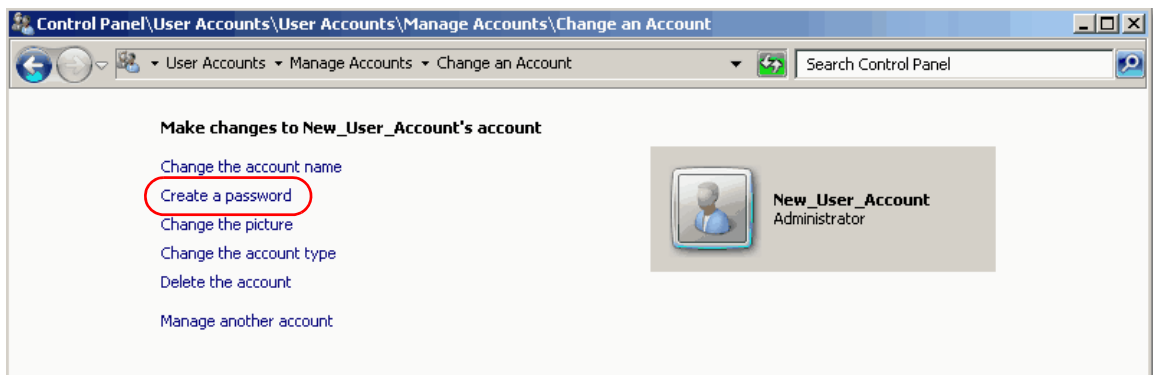 Control Panel\User Accounts\User Accounts\Manage Accounts\Change an Account
User Accounts Manage Accounts Change an Account
Search Control Panel
Make changes to New_User_Account's account
Change the account name
Create a password
Change the picture
Change the account type
Delete the account
Manage another account
New_User_Account
Administrator